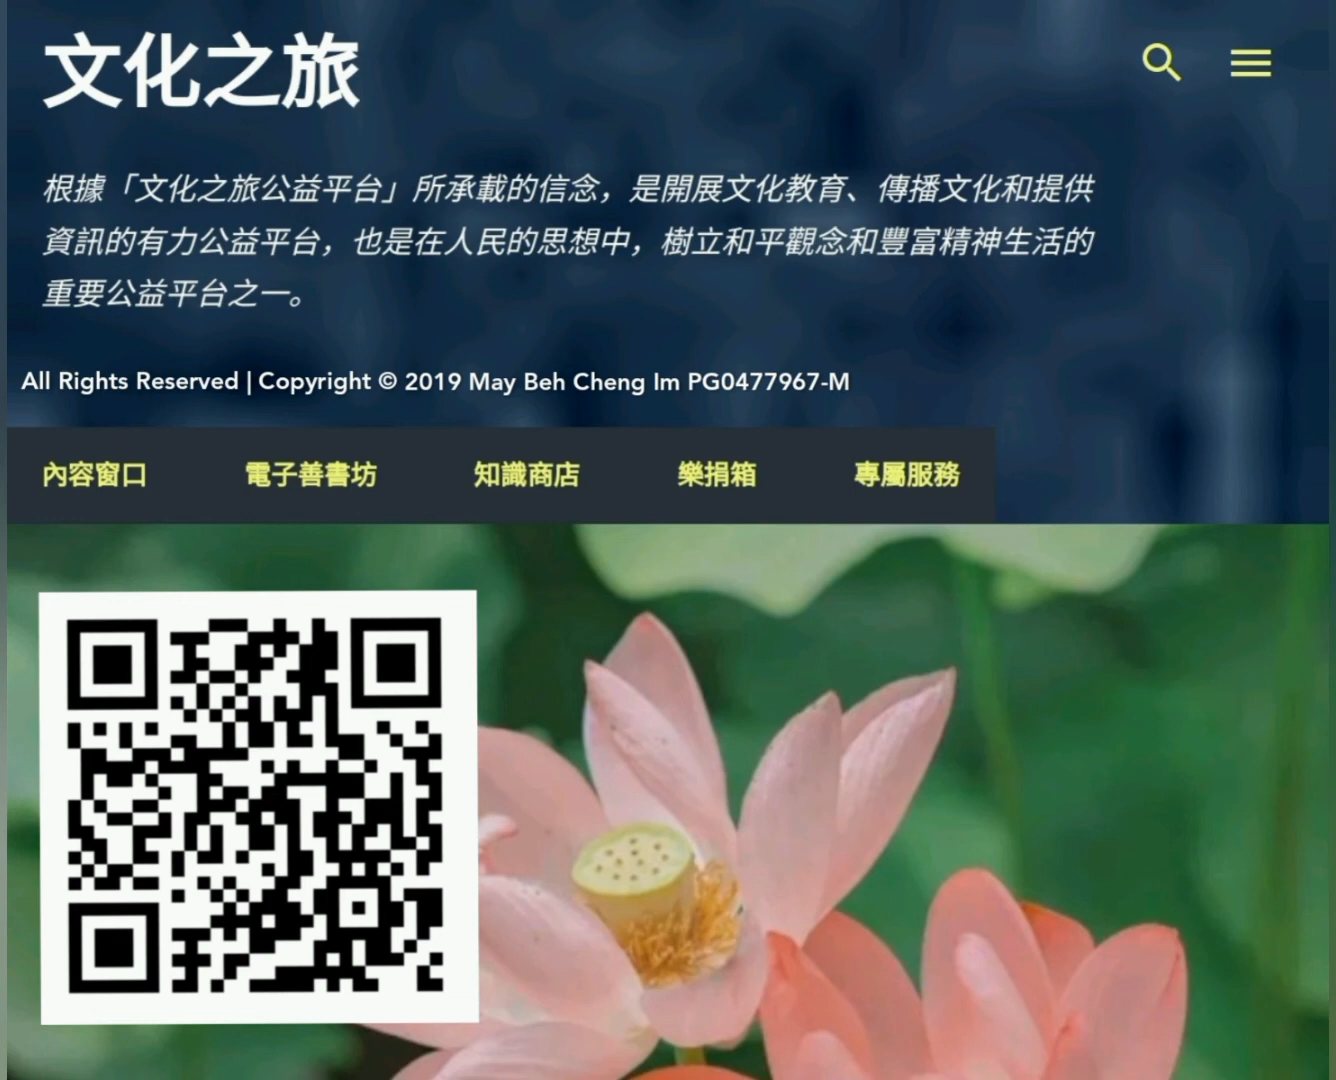 文化之旅
根據「文化之旅公益平台」所承載的信念，是開展文化教育、傳播文化和提供
資訊的有力公益平台，也是在人民的思想中，樹立和平觀念和豐富精神生活的
重要公益平台之一。
All Rights Reserved | Copyright © 2019 May Beh Cheng Im PG0477967-M
內容窗口 電子善書坊 知識商店 樂捐箱 專屬服務